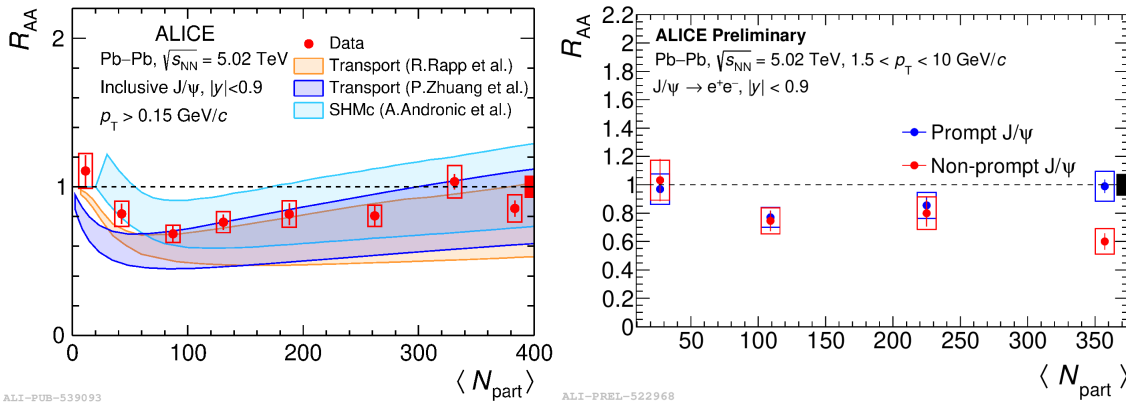 R_AA
2
1
0
ALICE
Pb–Pb, √s_NN = 5.02 TeV
Inclusive J/ψ, |y|<0.9
p_T > 0.15 GeV/c
Data
Transport (R.Rapp et al.)
Transport (P.Zhuang et al.)
SHMc (A.Andronic et al.)
0 100 200 300 400
⟨ N_part ⟩
ALI-PUB-539093
R_AA
2.2
2
1.8
1.6
1.4
1.2
1
0.8
0.6
0.4
0.2
0
ALICE Preliminary
Pb–Pb, √s_NN = 5.02 TeV, 1.5 < p_T < 10 GeV/c
J/ψ → e⁺e⁻, |y| < 0.9
Prompt J/ψ
Non-prompt J/ψ
50 100 150 200 250 300 350
⟨ N_part ⟩
ALI-PREL-522968